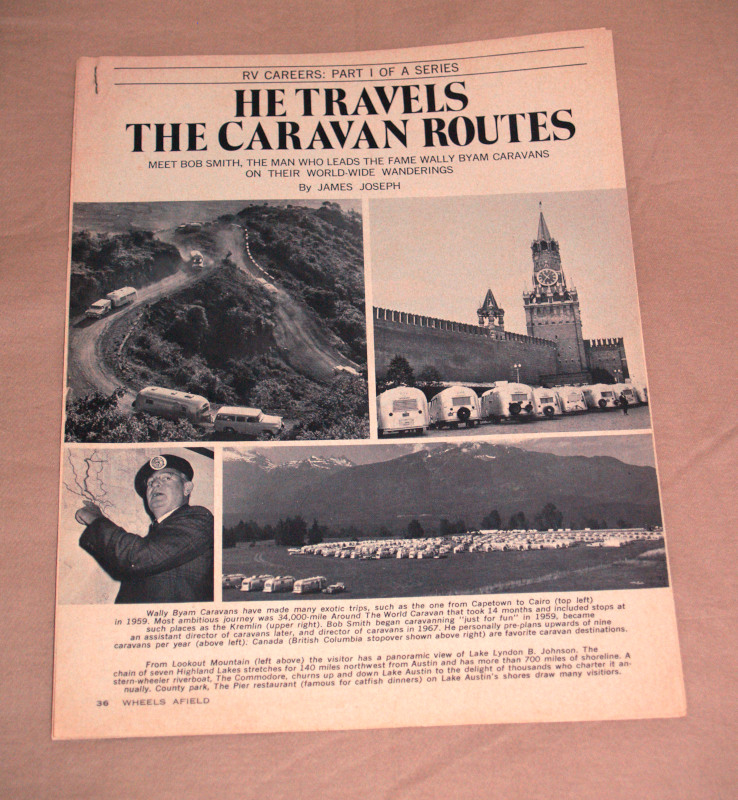 RV CAREERS: PART I OF A SERIES
HE TRAVELS
THE CARAVAN ROUTES
MEET BOB SMITH, THE MAN WHO LEADS THE FAME WALLY BYAM CARAVANS
ON THEIR WORLD-WIDE WANDERINGS
By JAMES JOSEPH
Wally Byam Caravans have made many exotic trips, such as the one from Capetown to Cairo (top left)
in 1959. Most ambitious journey was 34,000-mile Around The World Caravan that took 14 months and included stops at
such places as the Kremlin (upper right). Bob Smith began caravanning "just for fun" in 1959, became
an assistant director of caravans later, and director of caravans in 1967. He personally pre-plans upwards of nine
caravans per year (above left). Canada (British Columbia stopover shown above right) are favorite caravan destinations.
From Lookout Mountain (left above) the visitor has a panoramic view of Lake Lyndon B. Johnson. The
chain of seven Highland Lakes stretches for 140 miles northwest from Austin and has more than 700 miles of shoreline. A
stern-wheeler riverboat, The Commodore, churns up and down Lake Austin to the delight of thousands who charter it an-
nually. County park, The Pier restaurant (famous for catfish dinners) on Lake Austin's shores draw many visitiors.
36 WHEELS AFIELD